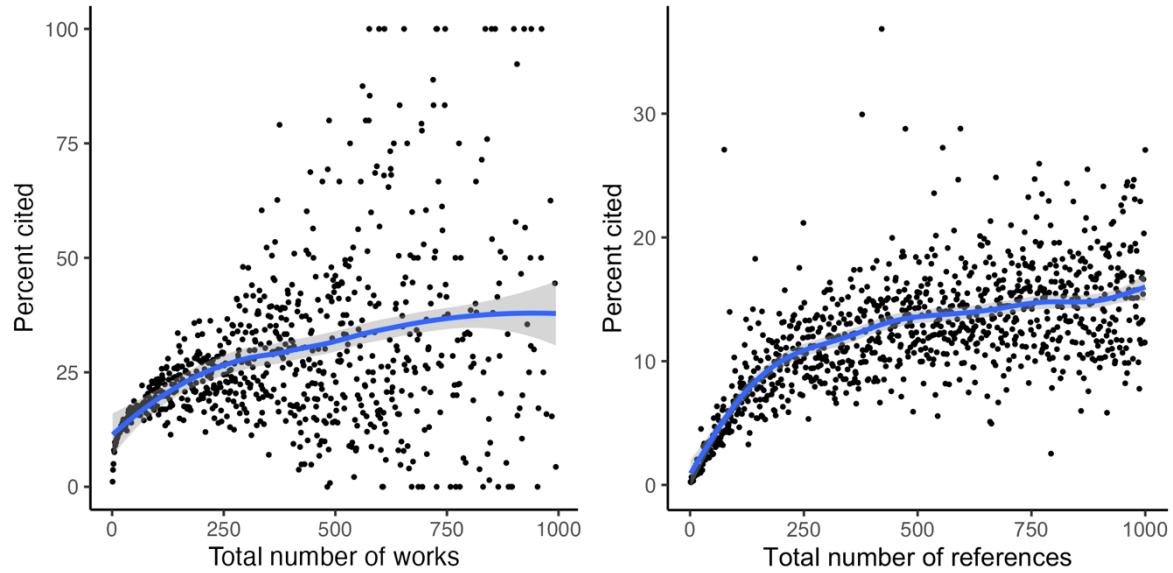 100
75
50
25
0
Percent cited
0 250 500 750 1000
Total number of works
30
20
10
0
Percent cited
0 250 500 750 1000
Total number of references